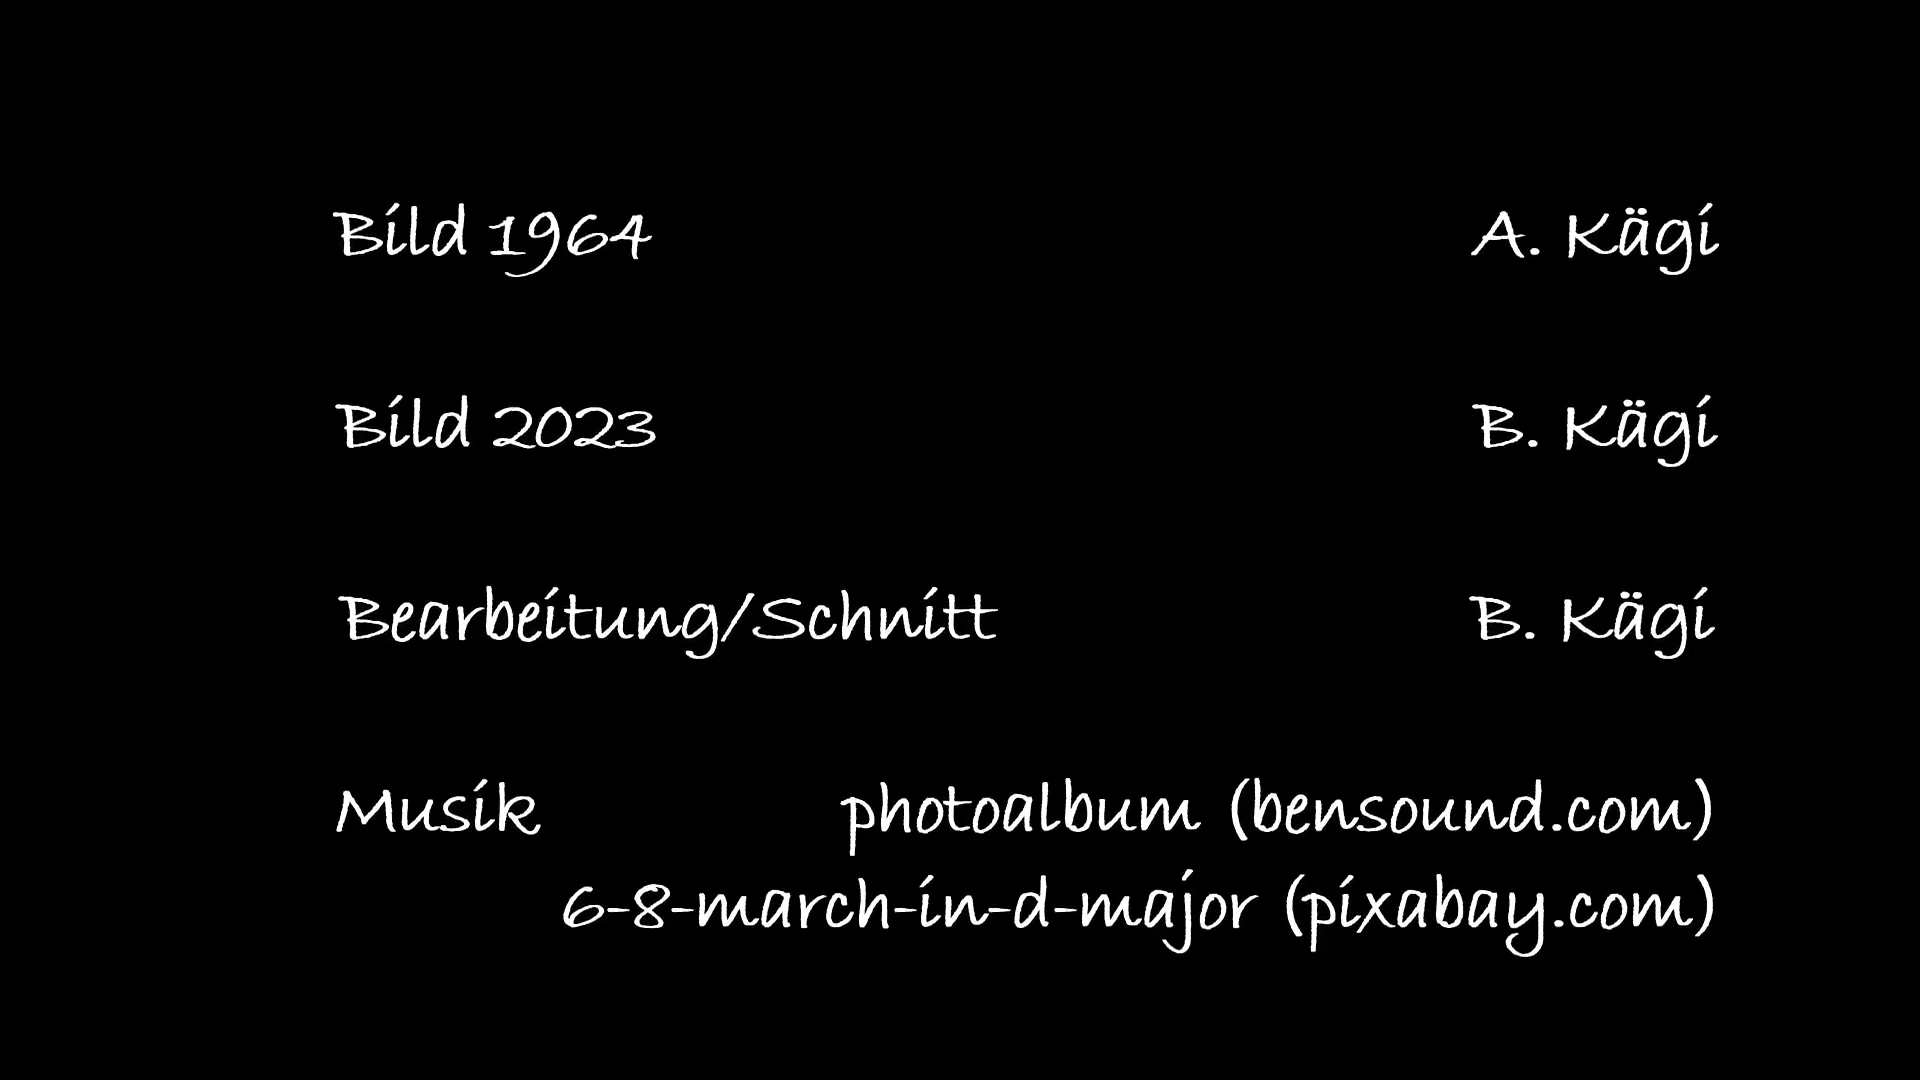 Bild 1964 A. Kägi
Bild 2023 B. Kägi
Bearbeitung/Schnitt B. Kägi
Musik photoalbum (bensound.com)
6-8-march-in-d-major (pixabay.com)